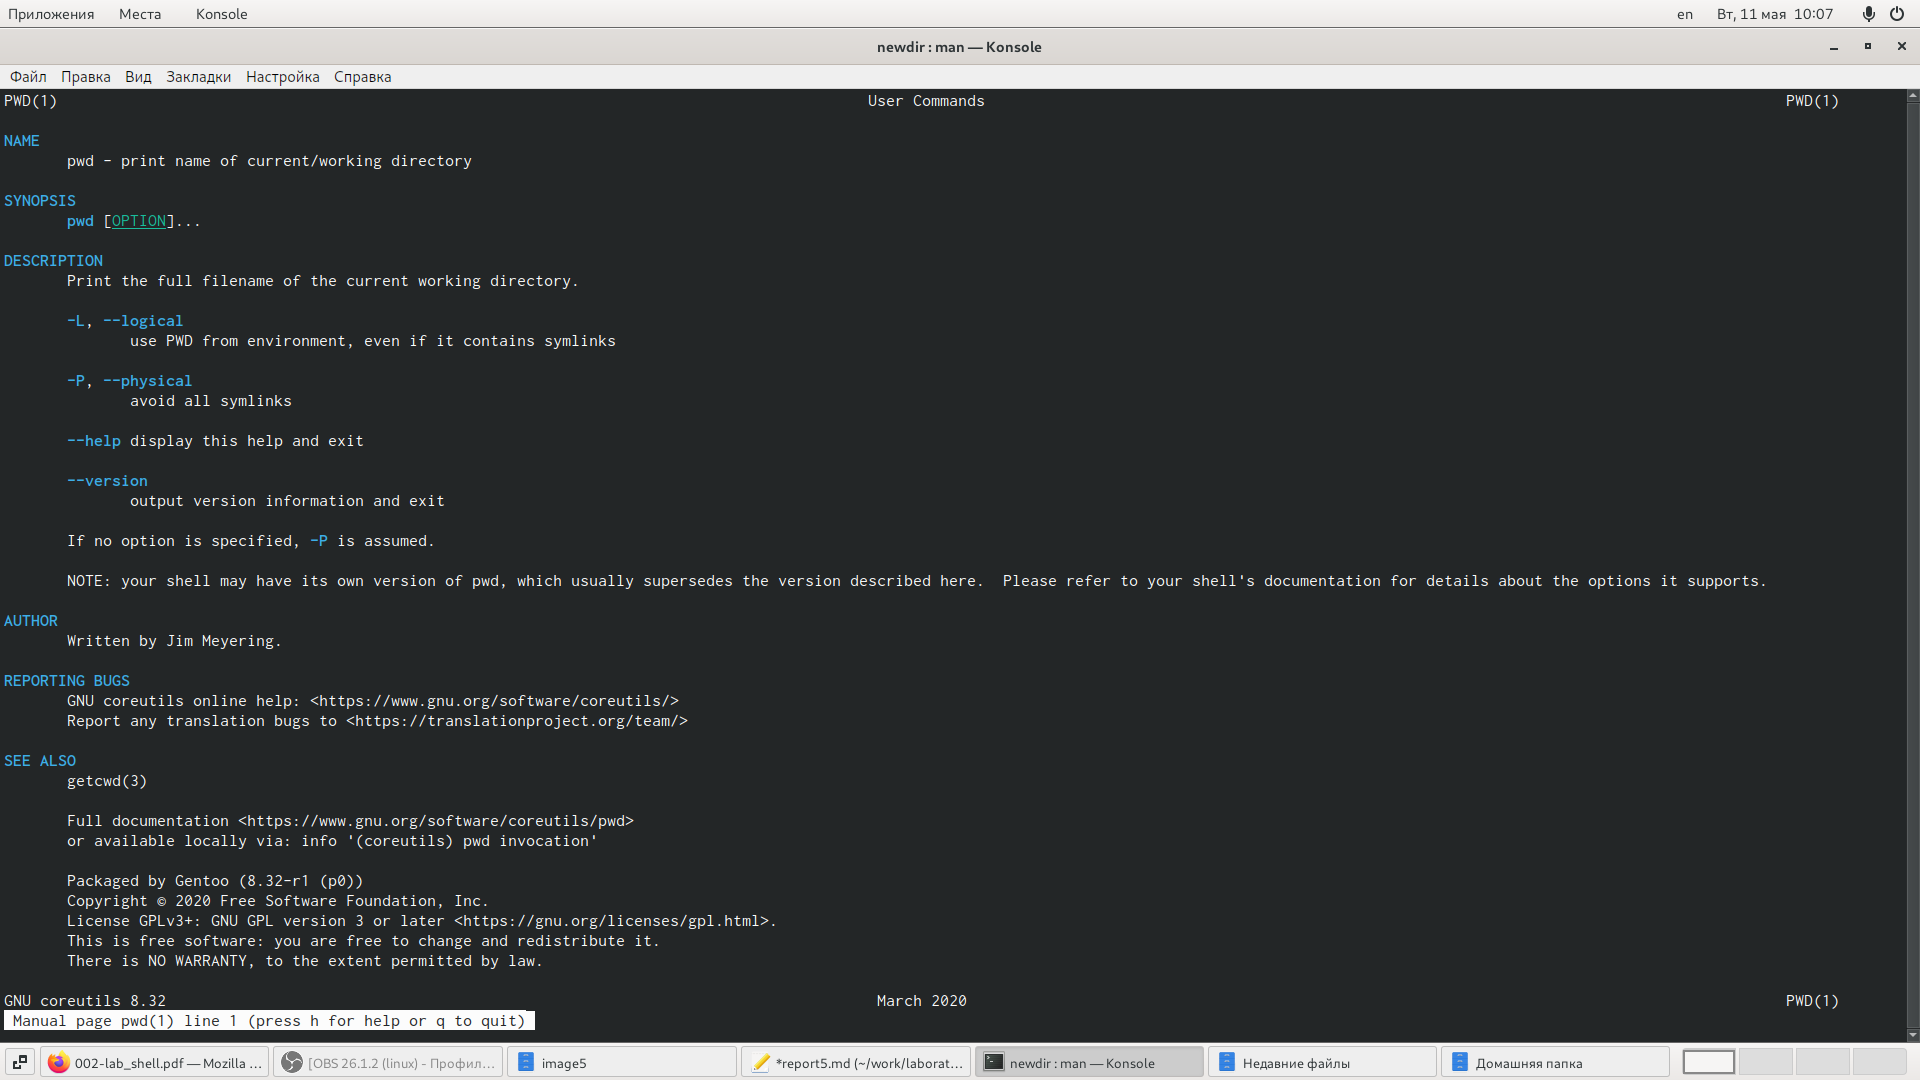 Приложения Места Konsole en Вт, 11 мая 10:07
newdir : man — Konsole
Файл Правка Вид Закладки Настройка Справка
PWD(1) User Commands PWD(1)
NAME
pwd - print name of current/working directory
SYNOPSIS
pwd [OPTION]...
DESCRIPTION
Print the full filename of the current working directory.
-L, --logical
use PWD from environment, even if it contains symlinks
-P, --physical
avoid all symlinks
--help display this help and exit
--version
output version information and exit
If no option is specified, -P is assumed.
NOTE: your shell may have its own version of pwd, which usually supersedes the version described here. Please refer to your shell's documentation for details about the options it supports.
AUTHOR
Written by Jim Meyering.
REPORTING BUGS
GNU coreutils online help: <https://www.gnu.org/software/coreutils/>
Report any translation bugs to <https://translationproject.org/team/>
SEE ALSO
getcwd(3)
Full documentation <https://www.gnu.org/software/coreutils/pwd>
or available locally via: info '(coreutils) pwd invocation'
Packaged by Gentoo (8.32-r1 (p0))
Copyright © 2020 Free Software Foundation, Inc.
License GPLv3+: GNU GPL version 3 or later <https://gnu.org/licenses/gpl.html>.
This is free software: you are free to change and redistribute it.
There is NO WARRANTY, to the extent permitted by law.
GNU coreutils 8.32 March 2020 PWD(1)
Manual page pwd(1) line 1 (press h for help or q to quit)
002-lab_shell.pdf — Mozilla ... [OBS 26.1.2 (linux) - Профил... image5 *report5.md (~/work/laborat... newdir : man — Konsole Недавние файлы Домашняя папка